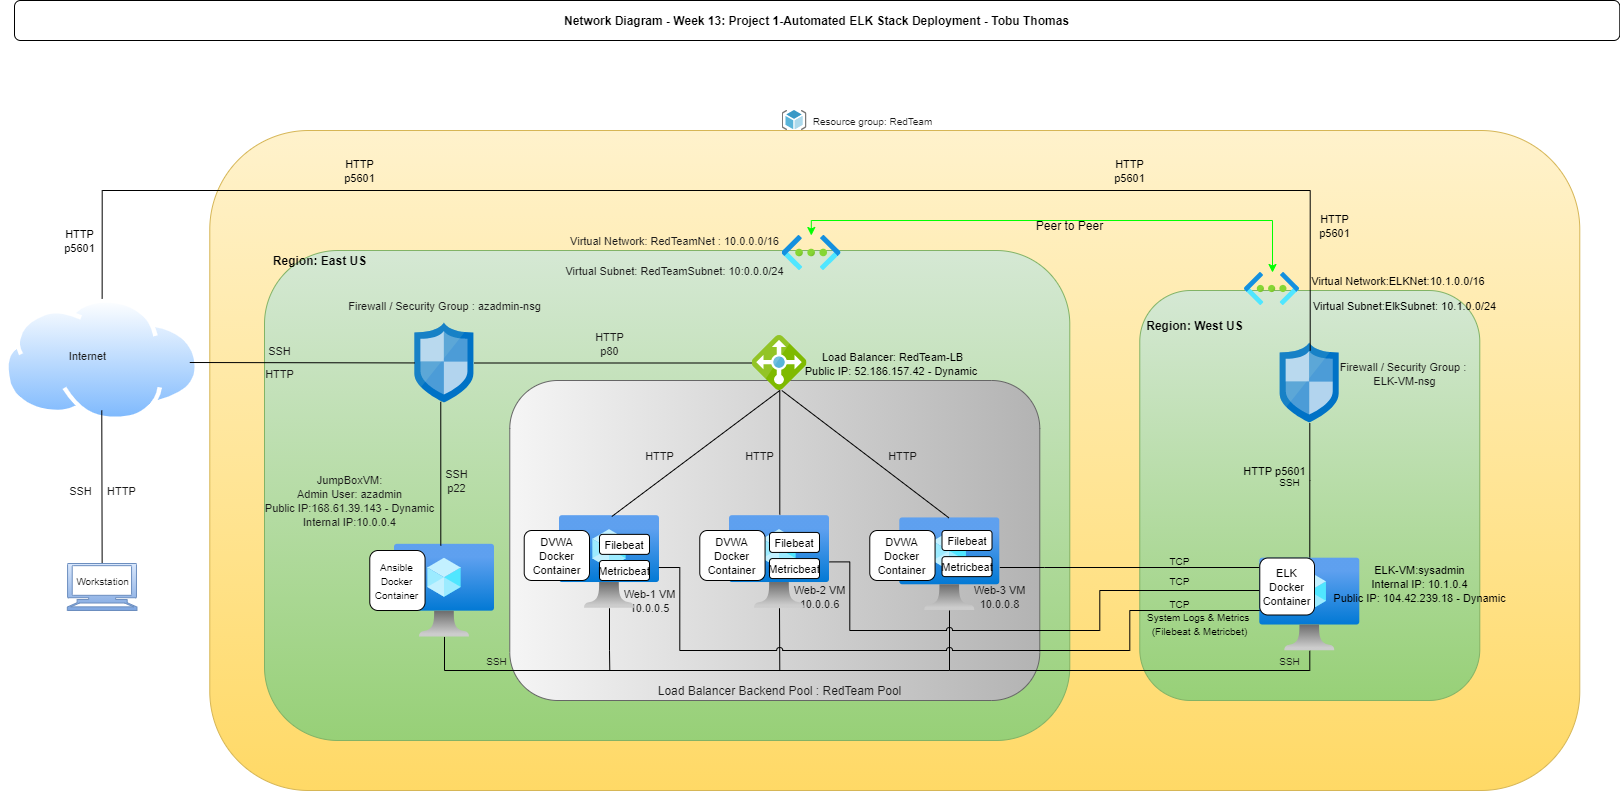 Network Diagram - Week 13: Project 1-Automated ELK Stack Deployment - Tobu Thomas
Resource group: RedTeam
HTTP
p5601
HTTP
p5601
HTTP
p5601
HTTP
p5601
Peer to Peer
Virtual Network: RedTeamNet : 10.0.0.0/16
Virtual Subnet: RedTeamSubnet: 10:0.0.0/24
Region: East US
Virtual Network:ELKNet:10.1.0.0/16
Virtual Subnet:ElkSubnet: 10.1.0.0/24
Region: West US
Firewall / Security Group : azadmin-nsg
Internet
SSH
HTTP
HTTP
p80
Load Balancer: RedTeam-LB
Public IP: 52.186.157.42 - Dynamic
Firewall / Security Group :
ELK-VM-nsg
HTTP
HTTP
HTTP
SSH
HTTP
SSH
p22
HTTP p5601
SSH
JumpBoxVM:
Admin User: azadmin
Public IP:168.61.39.143 - Dynamic
Internal IP:10.0.0.4
Workstation
Ansible
Docker
Container
DVWA
Docker
Container
Filebeat
Metricbeat
Web-1 VM
10.0.0.5
DVWA
Docker
Container
Filebeat
Metricbeat
Web-2 VM
10.0.0.6
DVWA
Docker
Container
Filebeat
Metricbeat
Web-3 VM
10.0.0.8
TCP
TCP
TCP
System Logs & Metrics
(Filebeat & Metricbet)
ELK
Docker
Container
ELK-VM:sysadmin
Internal IP: 10.1.0.4
Public IP: 104.42.239.18 - Dynamic
SSH
SSH
Load Balancer Backend Pool : RedTeam Pool